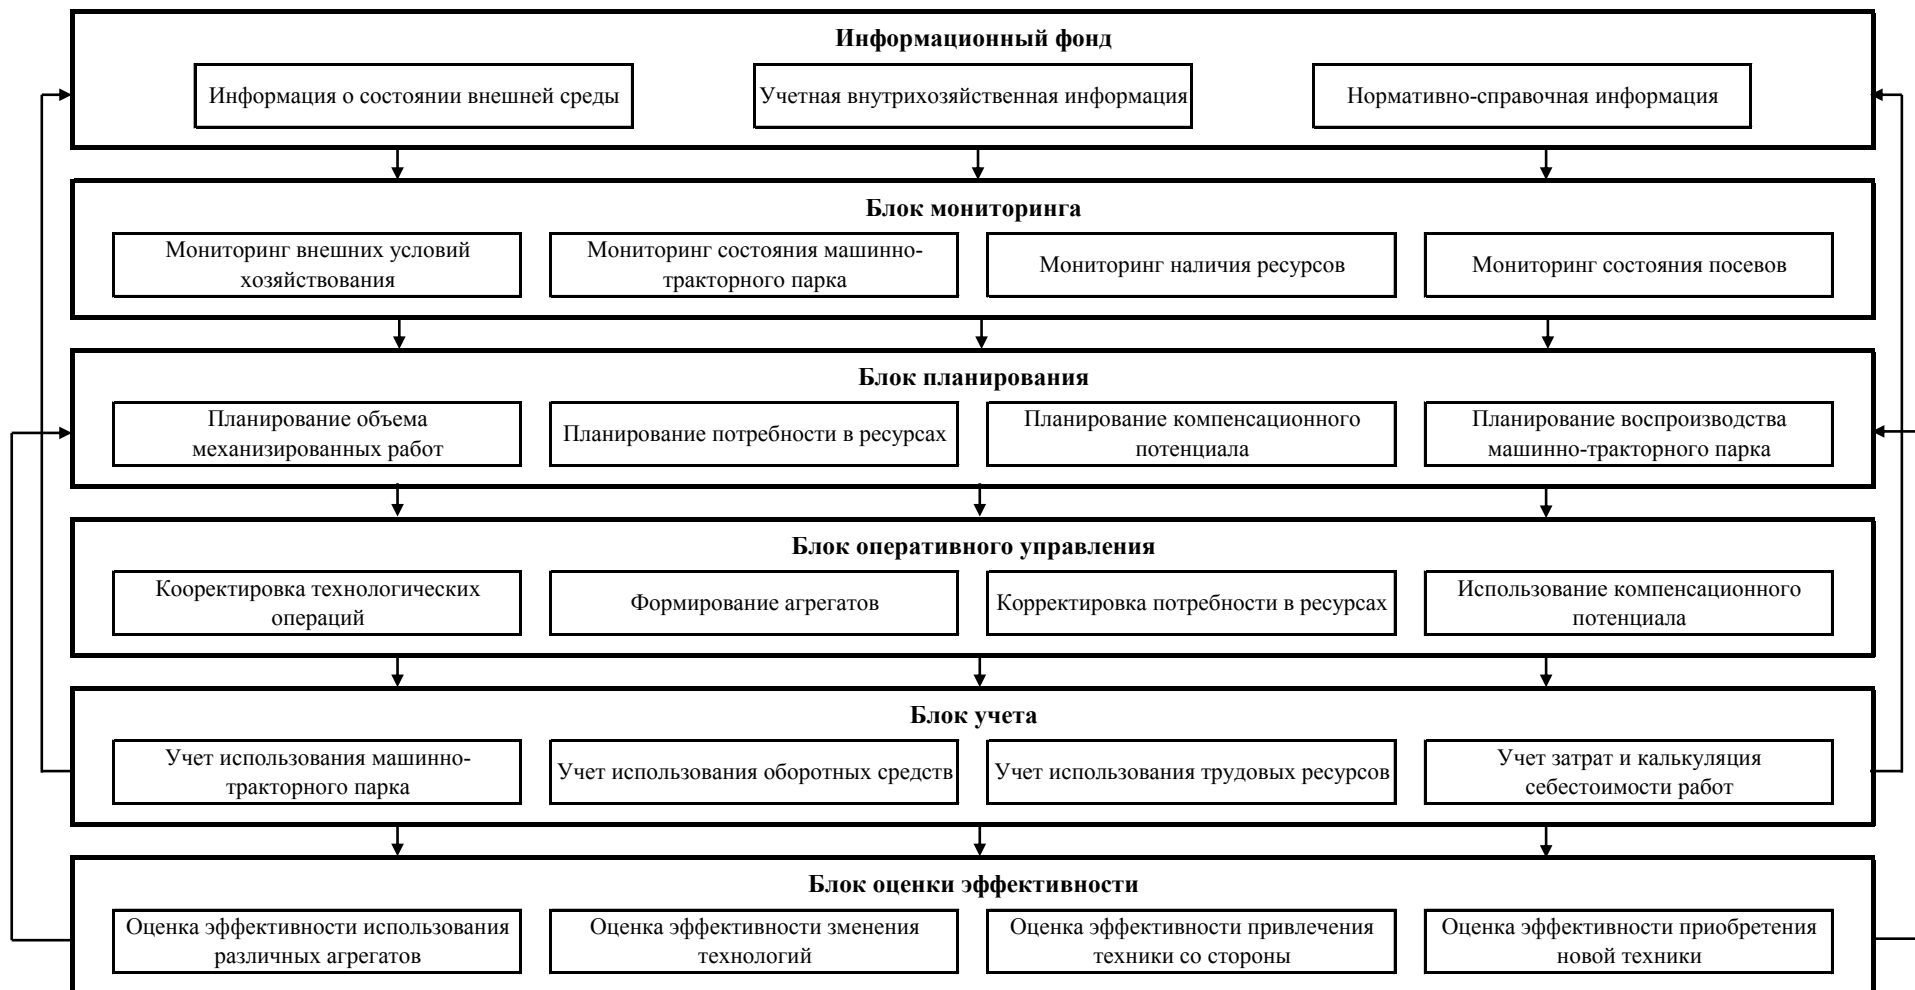 Информационный фонд
Информация о состоянии внешней среды
Учетная внутрихозяйственная информация
Нормативно-справочная информация
Блок мониторинга
Мониторинг внешних условий
хозяйствования
Мониторинг состояния машинно-
тракторного парка
Мониторинг наличия ресурсов
Мониторинг состояния посевов
Блок планирования
Планирование объема
механизированных работ
Планирование потребности в ресурсах
Планирование компенсационного
потенциала
Планирование воспроизводства
машинно-тракторного парка
Блок оперативного управления
Кооректировка технологических
операций
Формирование агрегатов
Корректировка потребности в ресурсах
Использование компенсационного
потенциала
Блок учета
Учет использования машинно-
тракторного парка
Учет использования оборотных средств
Учет использования трудовых ресурсов
Учет затрат и калькуляция
себестоимости работ
Блок оценки эффективности
Оценка эффективности использования
различных агрегатов
Оценка эффективности зменения
технологий
Оценка эффективности привлечения
техники со стороны
Оценка эффективности приобретения
новой техники